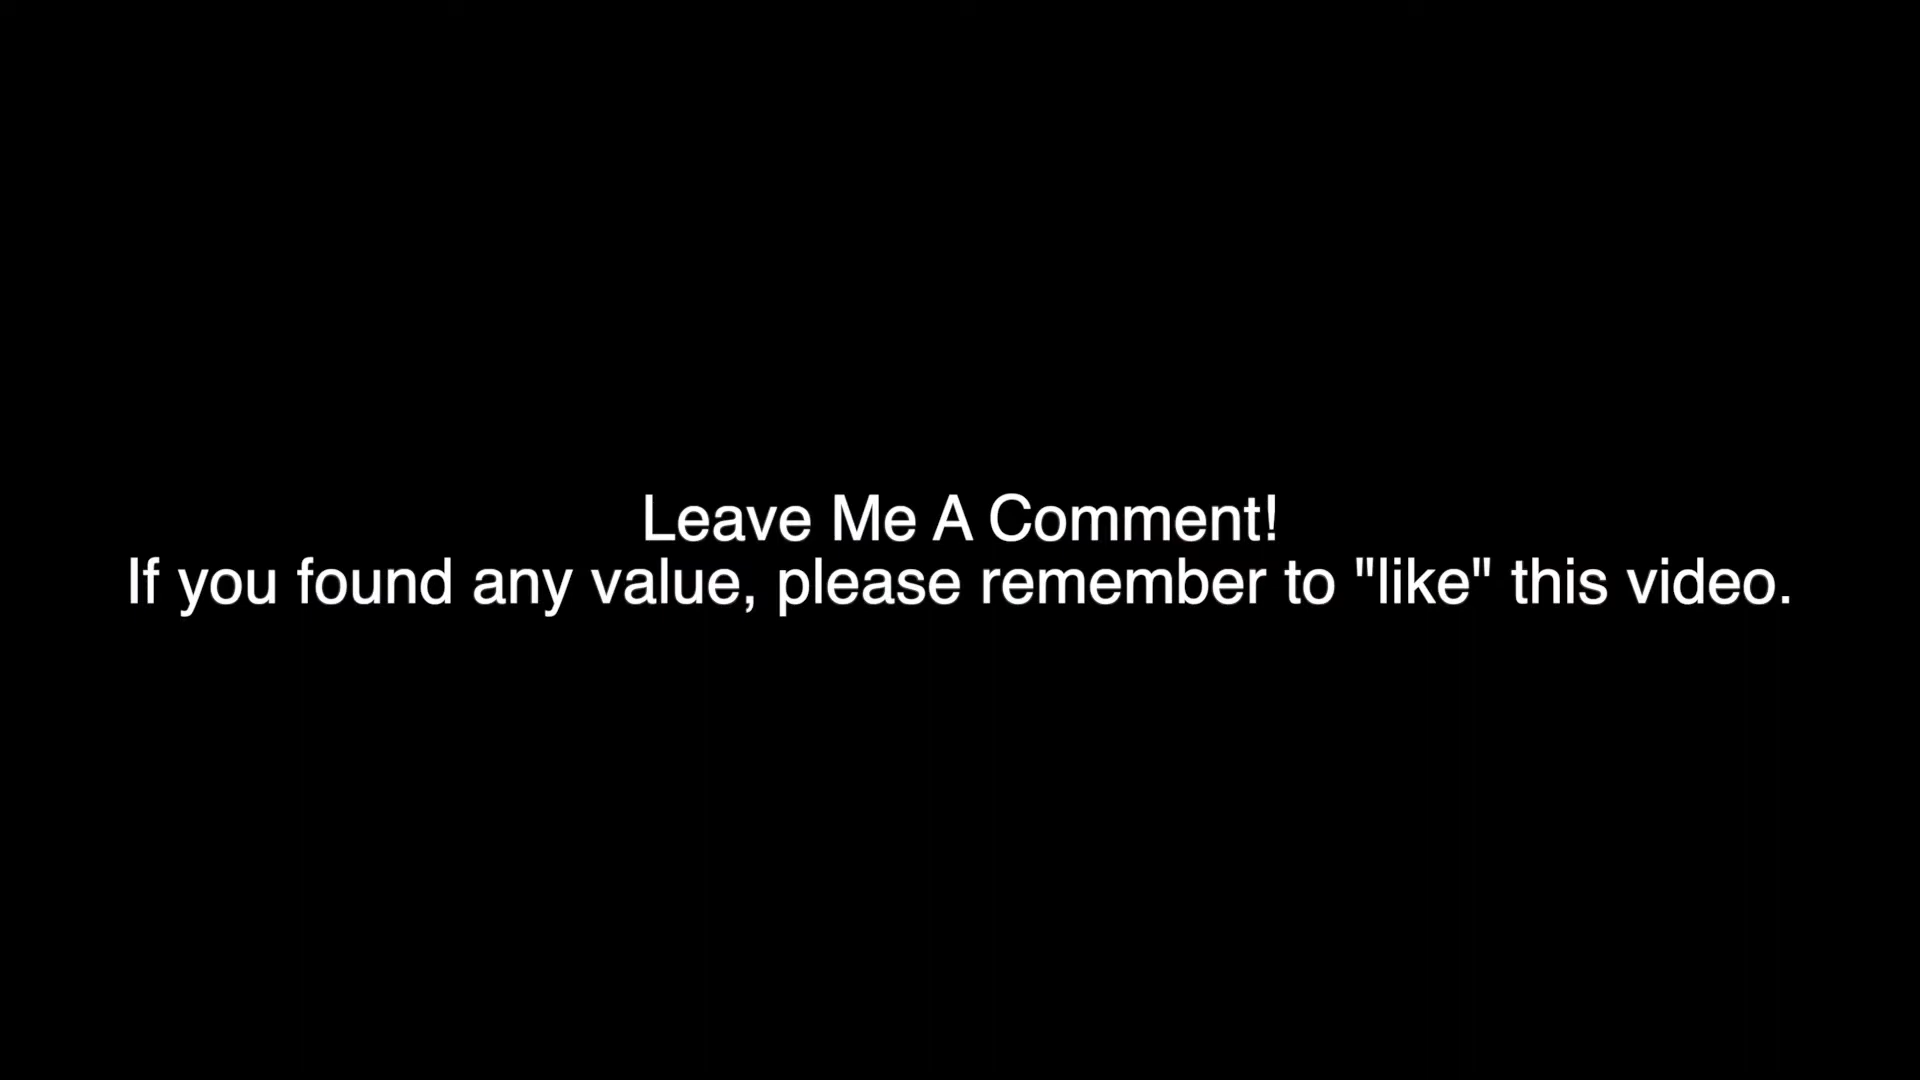 Leave Me A Comment!
If you found any value, please remember to "like" this video.